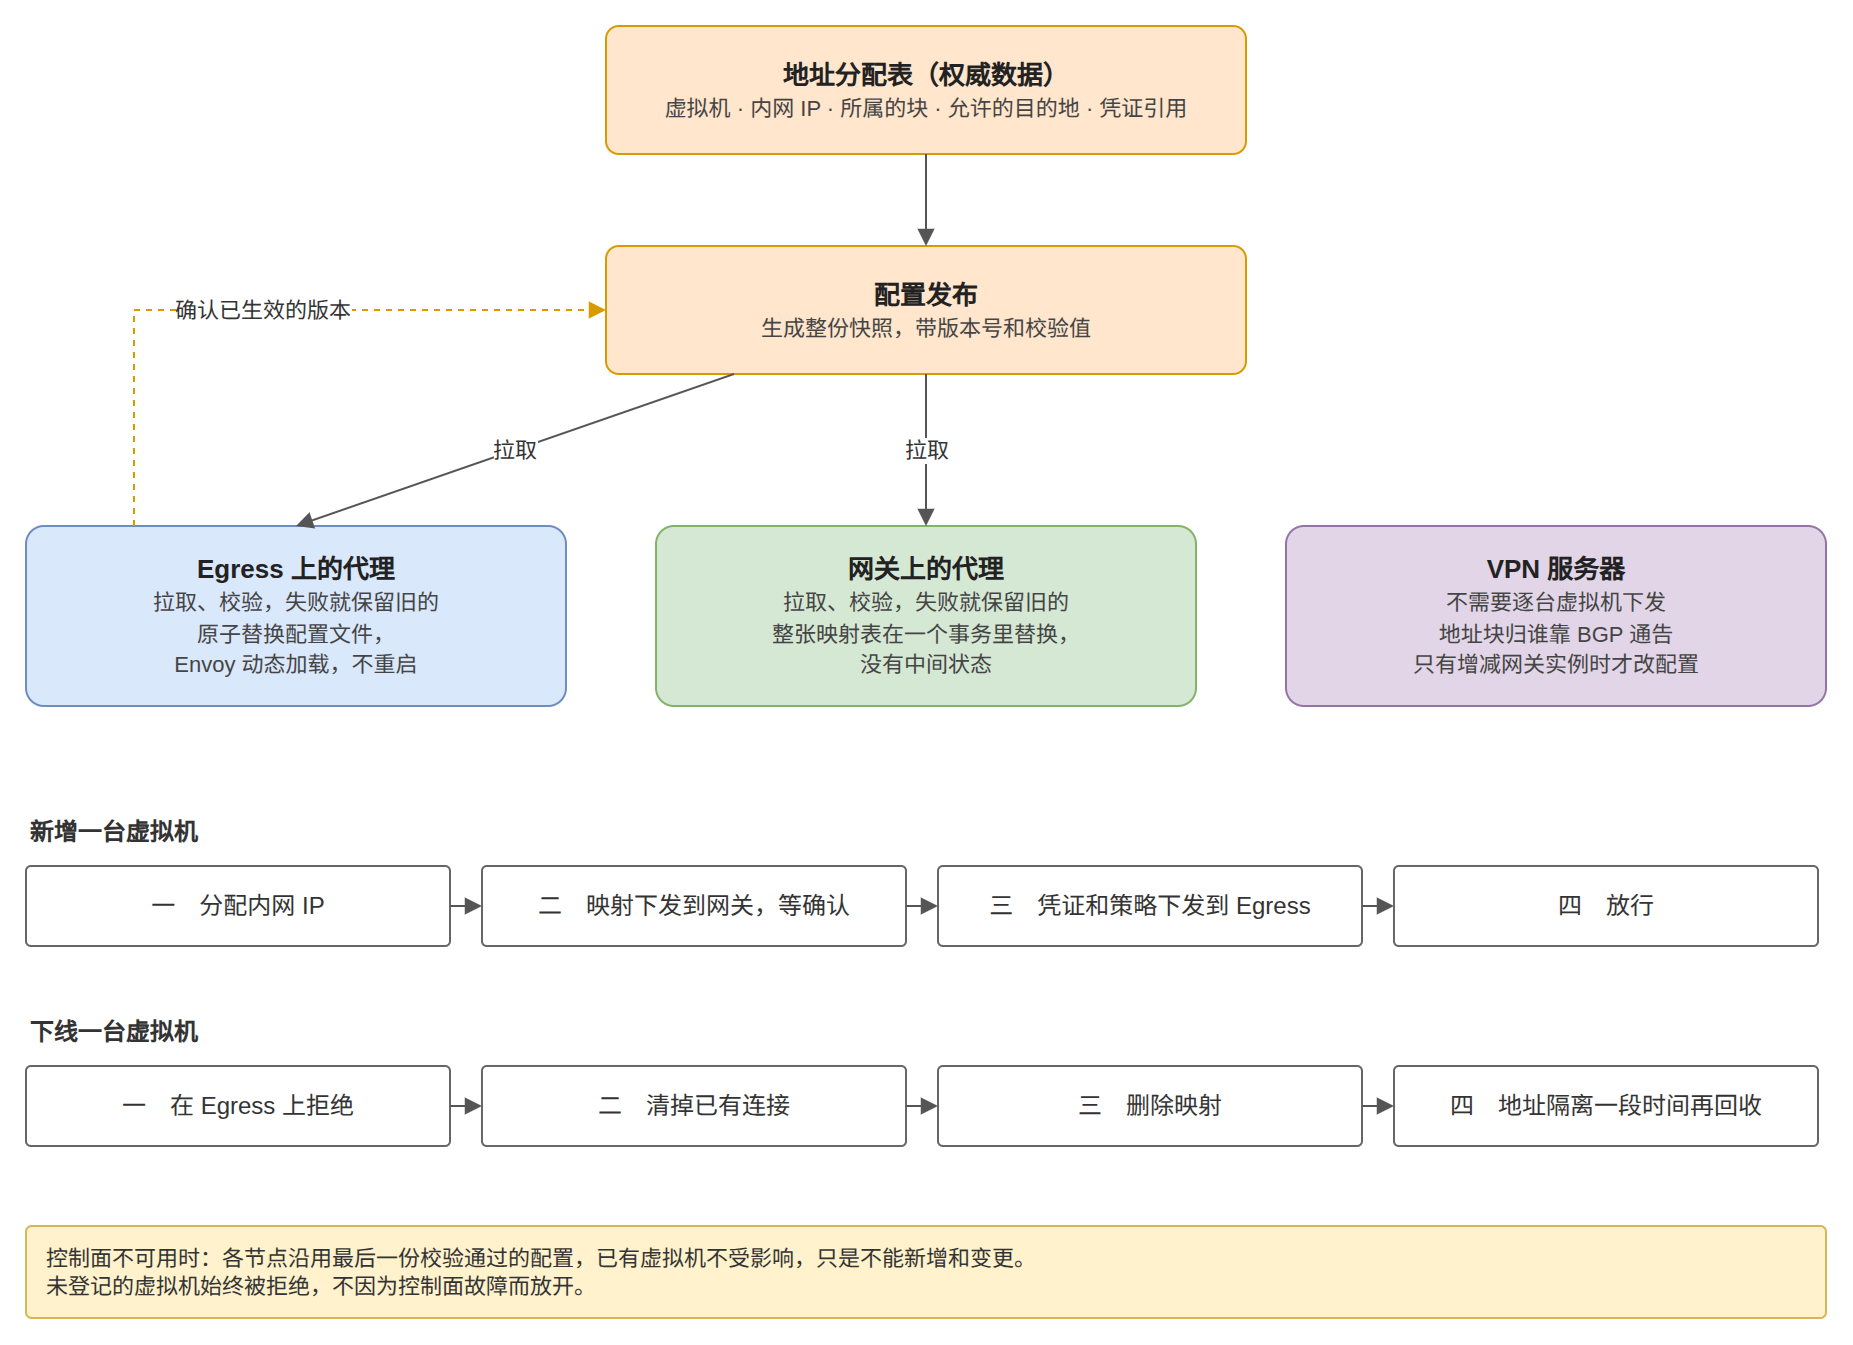 地址分配表（权威数据）
虚拟机 · 内网 IP · 所属的块 · 允许的目的地 · 凭证引用
配置发布
生成整份快照，带版本号和校验值
确认已生效的版本
拉取
拉取
Egress 上的代理
拉取、校验，失败就保留旧的
原子替换配置文件，
Envoy 动态加载，不重启
网关上的代理
拉取、校验，失败就保留旧的
整张映射表在一个事务里替换，
没有中间状态
VPN 服务器
不需要逐台虚拟机下发
地址块归谁靠 BGP 通告
只有增减网关实例时才改配置
新增一台虚拟机
一　分配内网 IP
二　映射下发到网关，等确认
三　凭证和策略下发到 Egress
四　放行
下线一台虚拟机
一　在 Egress 上拒绝
二　清掉已有连接
三　删除映射
四　地址隔离一段时间再回收
控制面不可用时：各节点沿用最后一份校验通过的配置，已有虚拟机不受影响，只是不能新增和变更。
未登记的虚拟机始终被拒绝，不因为控制面故障而放开。